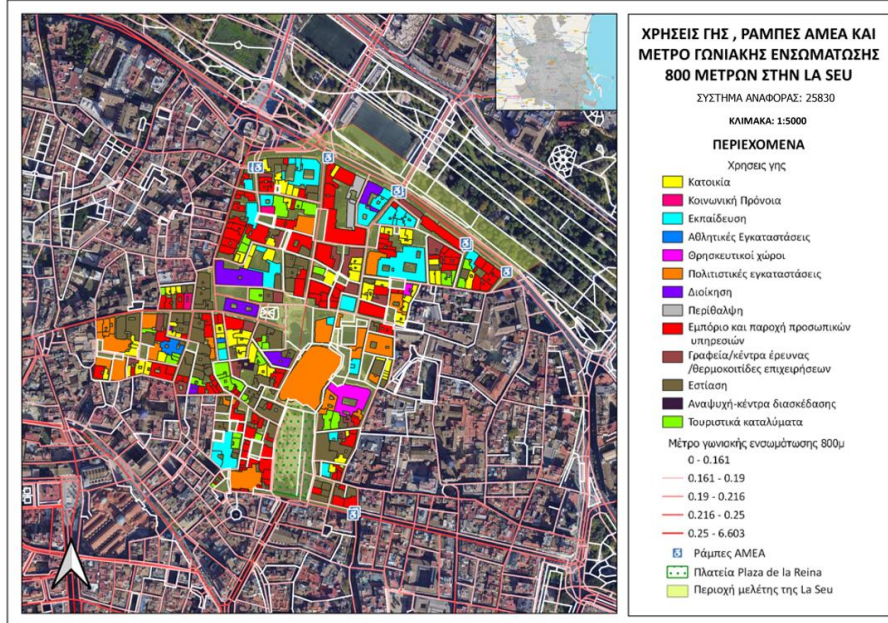 ΧΡΗΣΕΙΣ ΓΗΣ , ΡΑΜΠΕΣ ΑΜΕΑ ΚΑΙ
ΜΕΤΡΟ ΓΩΝΙΑΚΗΣ ΕΝΣΩΜΑΤΩΣΗΣ
800 ΜΕΤΡΩΝ ΣΤΗΝ LA SEU
ΣΥΣΤΗΜΑ ΑΝΑΦΟΡΑΣ: 25830
ΚΛΙΜΑΚΑ: 1:5000
ΠΕΡΙΕΧΟΜΕΝΑ
Χρησεις γης
Κατοικία
Κοινωνική Πρόνοια
Εκπαίδευση
Αθλητικές Εγκαταστάσεις
Θρησκευτικοί χώροι
Πολιτιστικές εγκαταστάσεις
Διοίκηση
Περίθαλψη
Εμπόριο και παροχή προσωπικών
υπηρεσιών
Γραφεία/κέντρα έρευνας
/θερμοκοιτίδες επιχειρήσεων
Εστίαση
Αναψυχή-κέντρα διασκέδασης
Τουριστικά καταλύματα
Μέτρο γωνιακής ενσωμάτωσης 800μ
0 - 0.161
0.161 - 0.19
0.19 - 0.216
0.216 - 0.25
0.25 - 6.603
Ράμπες ΑΜΕΑ
Πλατεία Plaza de la Reina
Περιοχή μελέτης της La Seu